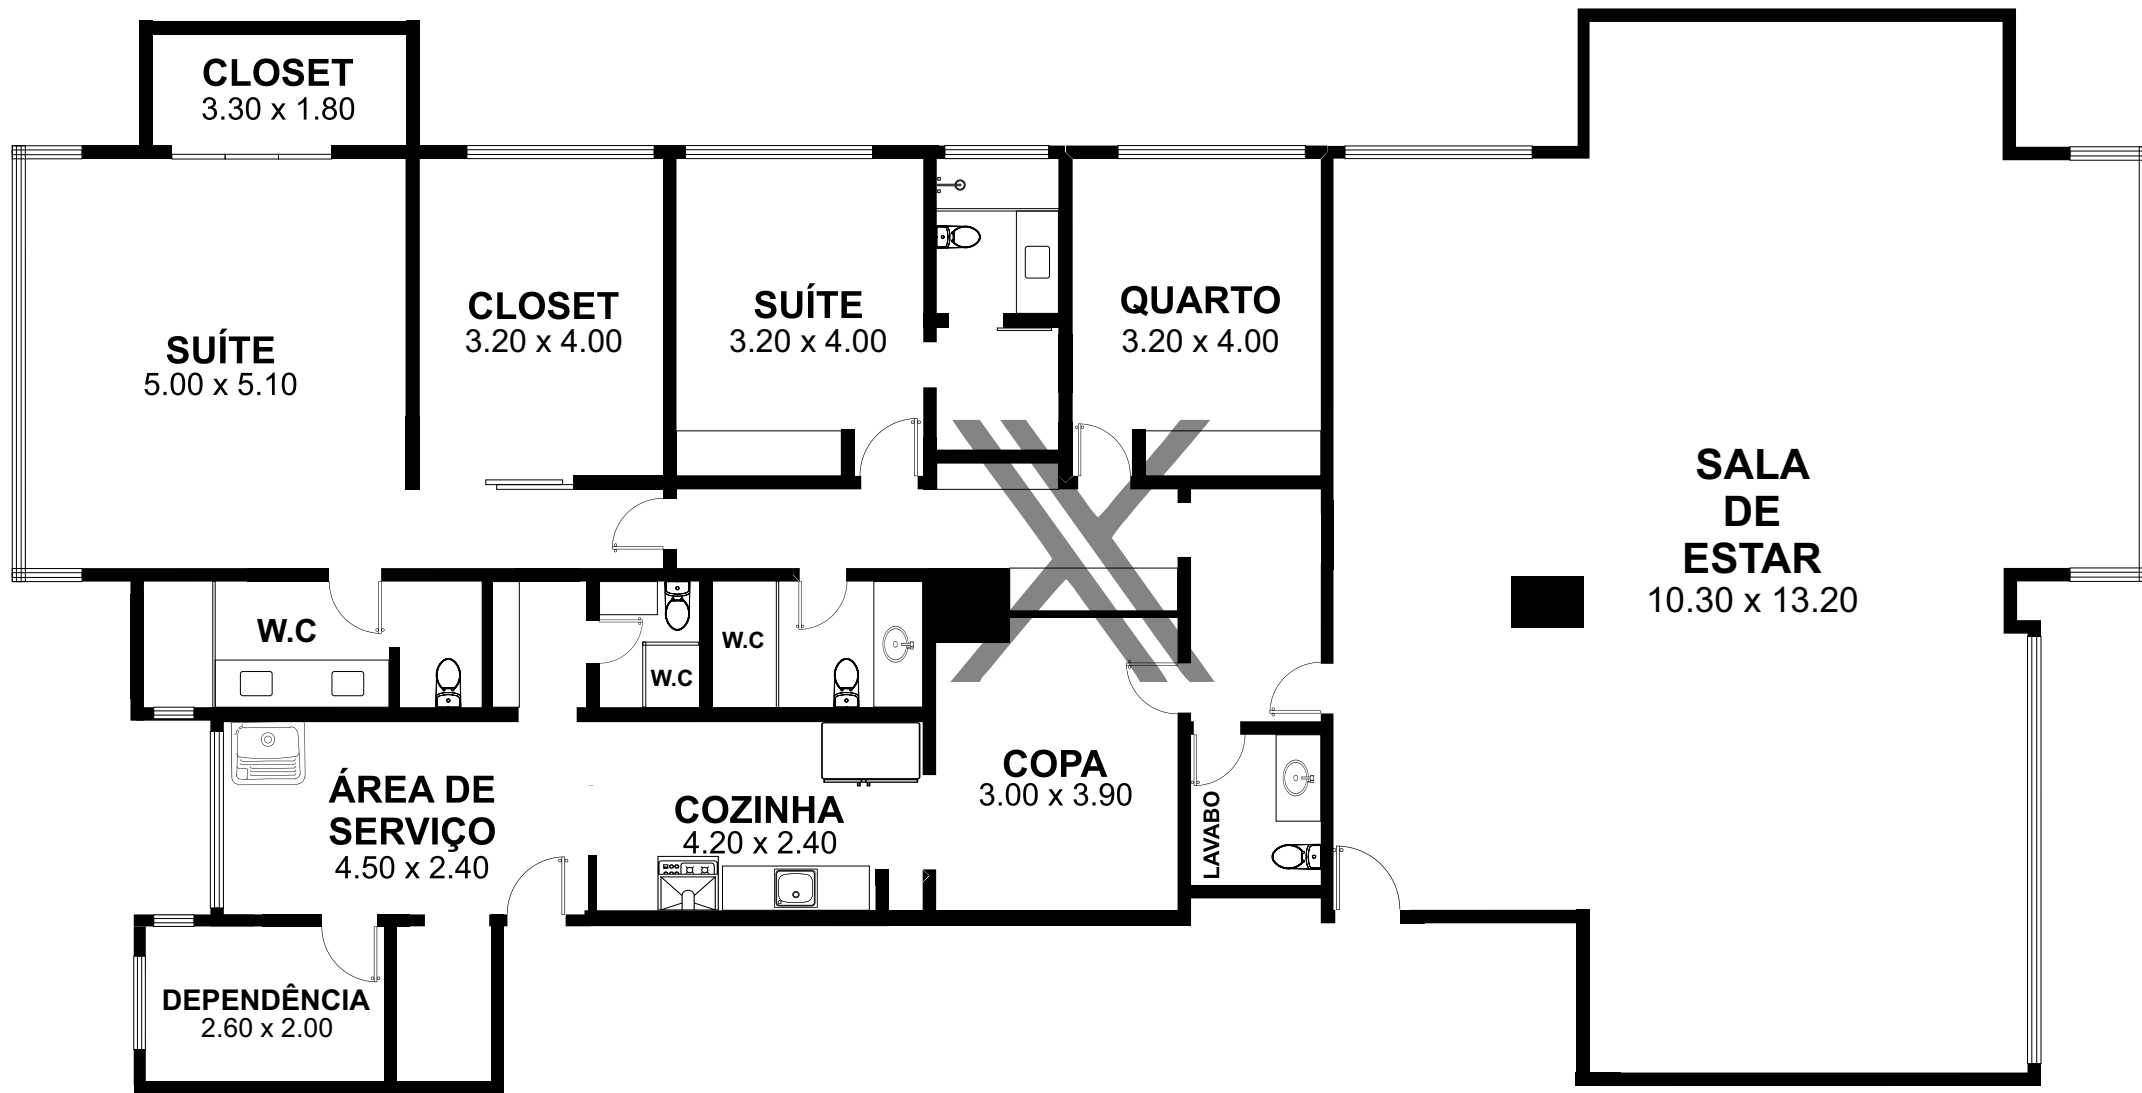 CLOSET
3.30 x 1.80
SUÍTE
5.00 x 5.10
CLOSET
3.20 x 4.00
SUÍTE
3.20 x 4.00
QUARTO
3.20 x 4.00
SALA
DE
ESTAR
10.30 x 13.20
W.C
W.C
W.C
ÁREA DE
SERVIÇO
4.50 x 2.40
COZINHA
4.20 x 2.40
COPA
3.00 x 3.90
LAVABO
DEPENDÊNCIA
2.60 x 2.00